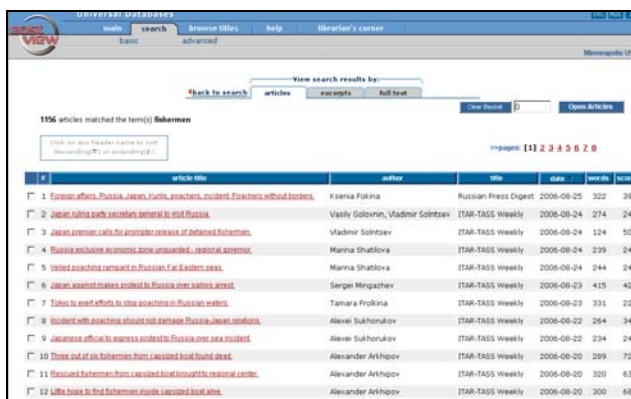 Universal Databases
VIEW
main search browse titles help librarian's corner
basic advanced
View search results by:
back to search articles excerpts full text
0 Open Articles
1156 articles matched the term(s) fishermen
Click on any header name to sort
descending(▼) or ascending(▲)
>>pages: [1] 2 3 4 5 6 7 8
# article title author title date words
1 Foreign affairs, Russia, Japan, Kurils, poachers, incident. Poachers without borders. Ksenia Fokina Russian Press Digest 2006-08-25 322
2 Japan ruling party secretary general to visit Russia. Vasily Golovnin, Vladimir Solntsev ITAR-TASS Weekly 2006-08-24 274
3 Japan premier calls for prompter release of detained fishermen. Vladimir Solntsev ITAR-TASS Weekly 2006-08-24 124
4 Russia exclusive economic zone unguarded - regional governor. Marina Shatilova ITAR-TASS Weekly 2006-08-24 239
5 Veiled poaching rampant in Russian Far Eastern seas. Marina Shatilova ITAR-TASS Weekly 2006-08-24 244
6 Japan against makes protest to Russia over sailors arrest. Sergei Mingazhev ITAR-TASS Weekly 2006-08-23 415
7 Tokyo to exert efforts to stop poaching in Russian waters. Tamara Frolkina ITAR-TASS Weekly 2006-08-23 331
8 Incident with poaching should not damage Russia-Japan relations. Alexei Sukhorukov ITAR-TASS Weekly 2006-08-22 264
9 Japanese official to express protest to Russia over sea incident. Alexei Sukhorukov ITAR-TASS Weekly 2006-08-22 234
10 Three out of six fishermen from capsized boat found dead. Alexander Arkhipov ITAR-TASS Weekly 2006-08-20 289
11 Rescued fishermen from capsized boat brought to regional center. Alexander Arkhipov ITAR-TASS Weekly 2006-08-20 320
12 Little hope to find fishermen inside capsized boat alive. Alexander Arkhipov ITAR-TASS Weekly 2006-08-20 300